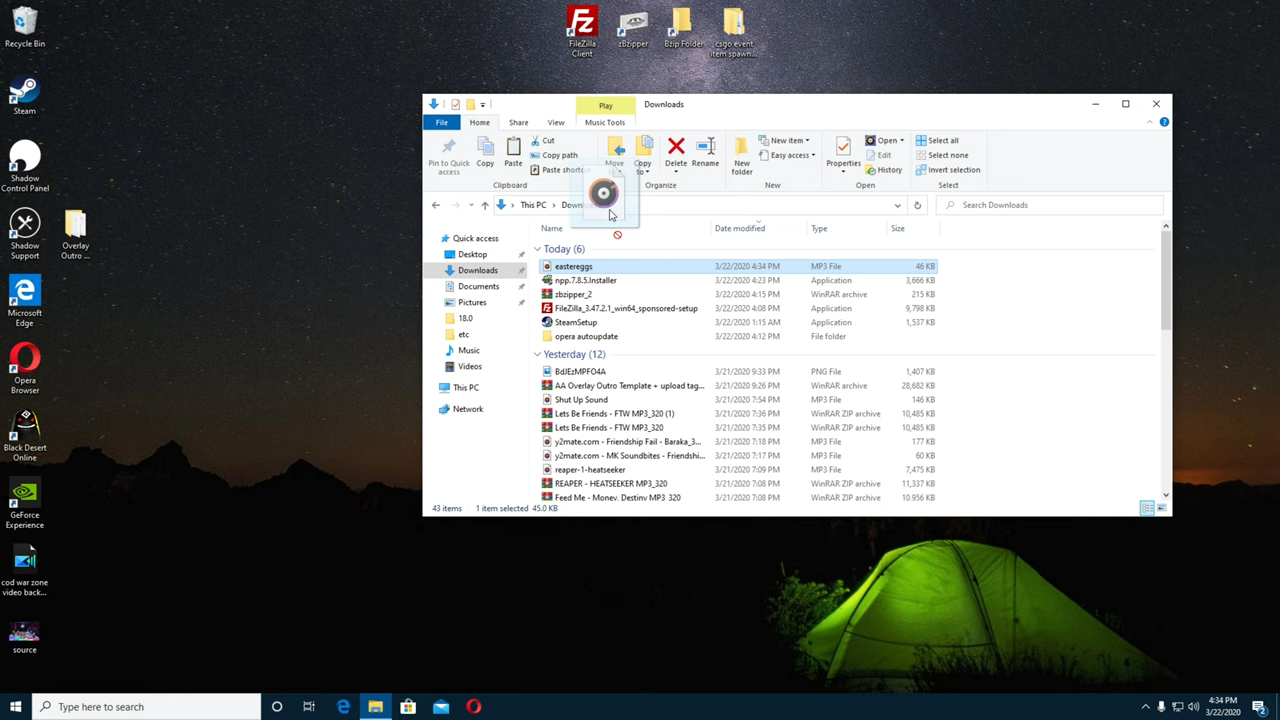 Recycle Bin
Steam
Shadow
Control Panel
Shadow
Support
Overlay
Outro ...
Microsoft
Edge
Opera
Browser
Black Desert
Online
GeForce
Experience
cod war zone
video back...
source
FileZilla
Client
zBzipper
Bzip Folder
csgo event
item spawn...
Play
Downloads
File
Home
Share
View
Music Tools
Pin to Quick
access
Copy
Paste
Cut
Copy path
Paste shortcut
Clipboard
Move
Copy
to
Delete
Rename
Organize
New
folder
New item
Easy access
New
Properties
Open
Edit
History
Open
Select all
Select none
Invert selection
Select
This PC
Search Downloads
Quick access
Desktop
Downloads
Documents
Pictures
18.0
etc
Music
Videos
This PC
Network
Name Date modified Type Size
Today (6)
eastereggs 3/22/2020 4:34 PM MP3 File 46 KB
npp.7.8.5.Installer 3/22/2020 4:23 PM Application 3,666 KB
zbzipper_2 3/22/2020 4:15 PM WinRAR archive 215 KB
FileZilla_3.47.2.1_win64_sponsored-setup 3/22/2020 4:08 PM Application 9,798 KB
SteamSetup 3/22/2020 1:15 AM Application 1,537 KB
opera autoupdate 3/22/2020 4:12 PM File folder
Yesterday (12)
BdJEzMPFO4A 3/21/2020 9:33 PM PNG File 1,407 KB
AA Overlay Outro Template + upload tag... 3/21/2020 9:26 PM WinRAR archive 28,682 KB
Shut Up Sound 3/21/2020 7:54 PM MP3 File 146 KB
Lets Be Friends - FTW MP3_320 (1) 3/21/2020 7:36 PM WinRAR ZIP archive 10,485 KB
Lets Be Friends - FTW MP3_320 3/21/2020 7:35 PM WinRAR ZIP archive 10,485 KB
y2mate.com - Friendship Fail - Baraka_3... 3/21/2020 7:18 PM MP3 File 177 KB
y2mate.com - MK Soundbites - Friendshi... 3/21/2020 7:17 PM MP3 File 60 KB
reaper-1-heatseeker 3/21/2020 7:09 PM MP3 File 7,475 KB
REAPER - HEATSEEKER MP3_320 3/21/2020 7:08 PM WinRAR ZIP archive 11,337 KB
Feed Me - Money. Destiny MP3_320 3/21/2020 7:08 PM WinRAR ZIP archive 10,956 KB
43 items 1 item selected 45.0 KB
Type here to search
4:34 PM
3/22/2020
2